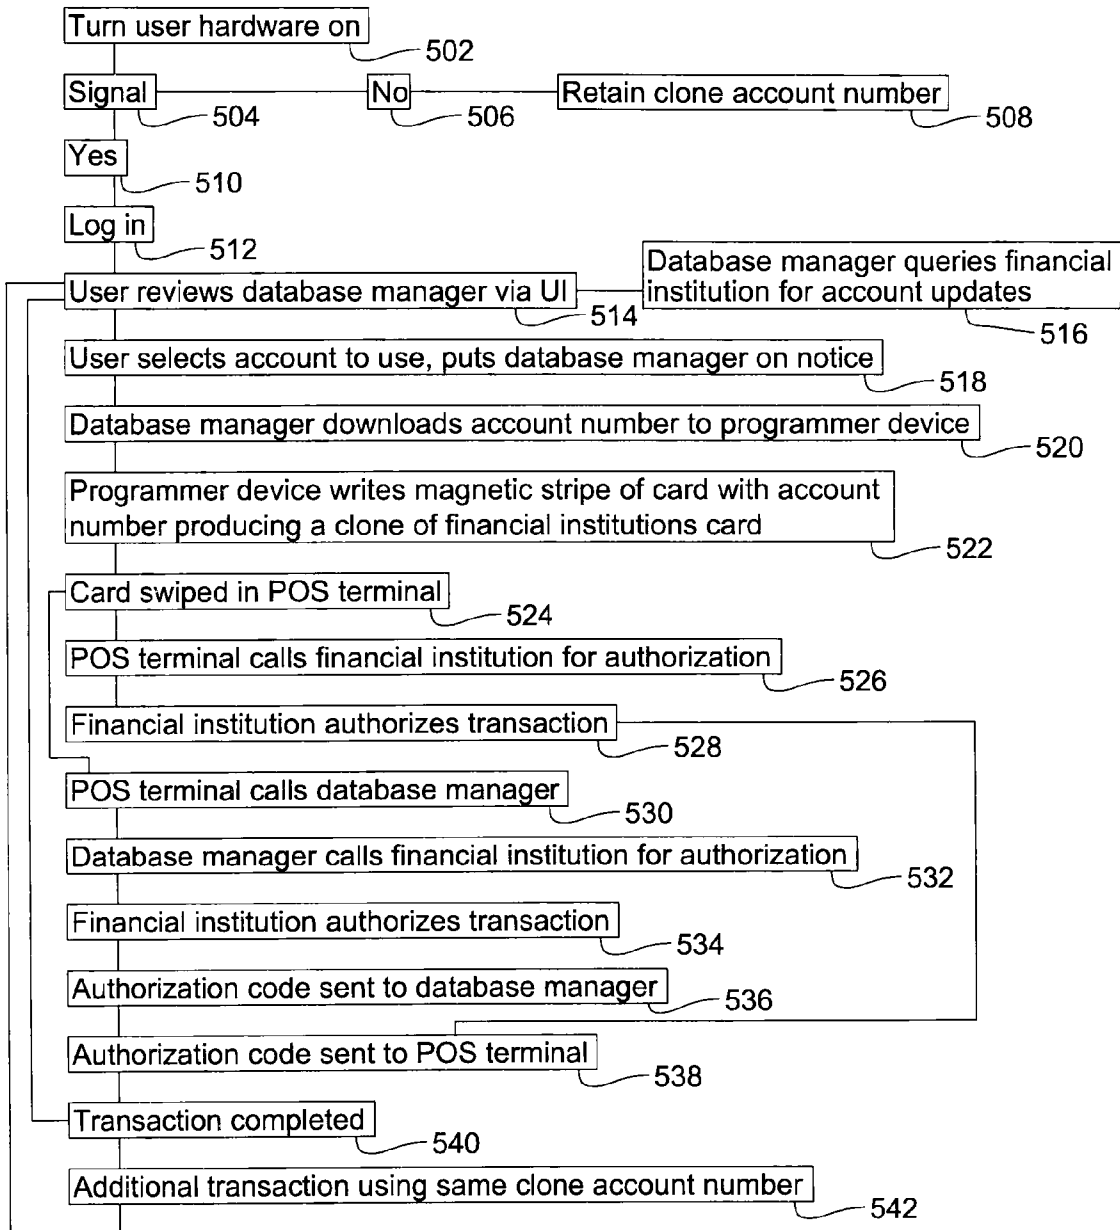 Turn user hardware on
502
Signal
504
No
506
Retain clone account number
508
Yes
510
Log in
512
User reviews database manager via UI
514
Database manager queries financial
institution for account updates
516
User selects account to use, puts database manager on notice
518
Database manager downloads account number to programmer device
520
Programmer device writes magnetic stripe of card with account
number producing a clone of financial institutions card
522
Card swiped in POS terminal
524
POS terminal calls financial institution for authorization
526
Financial institution authorizes transaction
528
POS terminal calls database manager
530
Database manager calls financial institution for authorization
532
Financial institution authorizes transaction
534
Authorization code sent to database manager
536
Authorization code sent to POS terminal
538
Transaction completed
540
Additional transaction using same clone account number
542